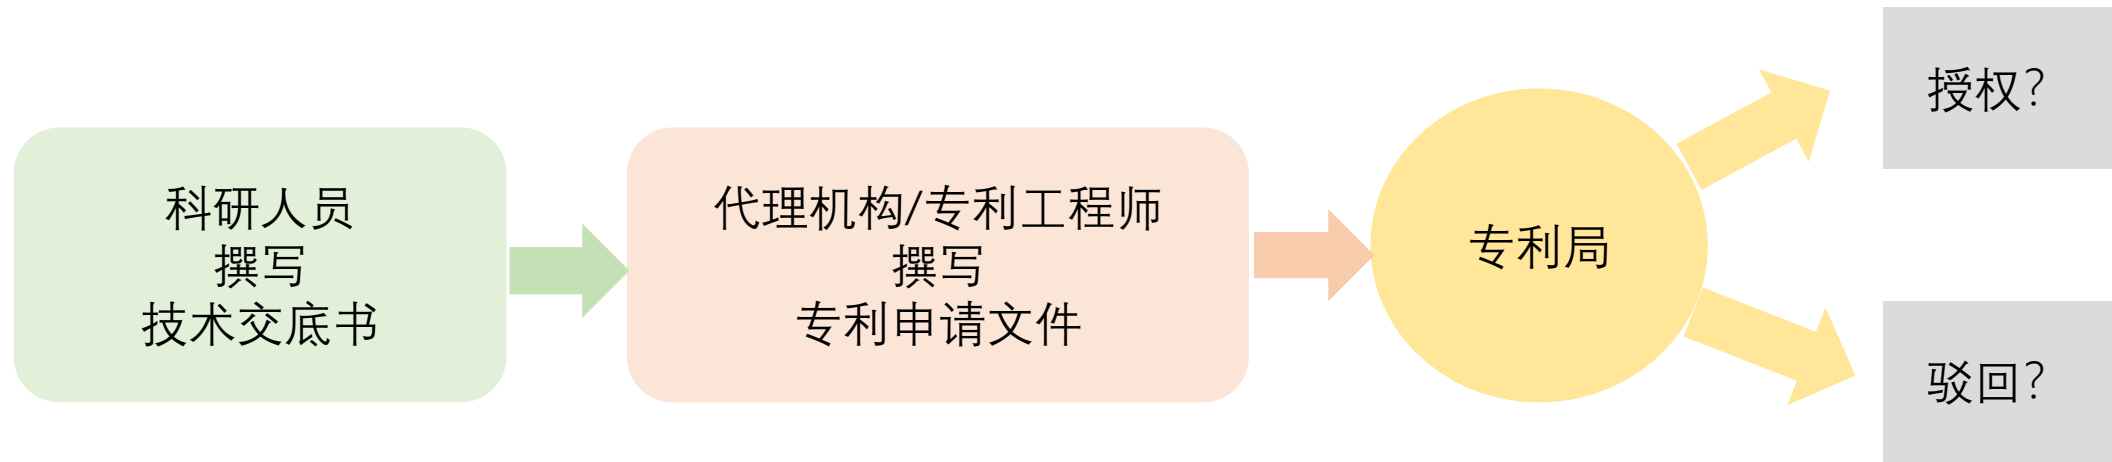 科研人员
撰写
技术交底书
代理机构/专利工程师
撰写
专利申请文件
专利局
授权？
驳回？